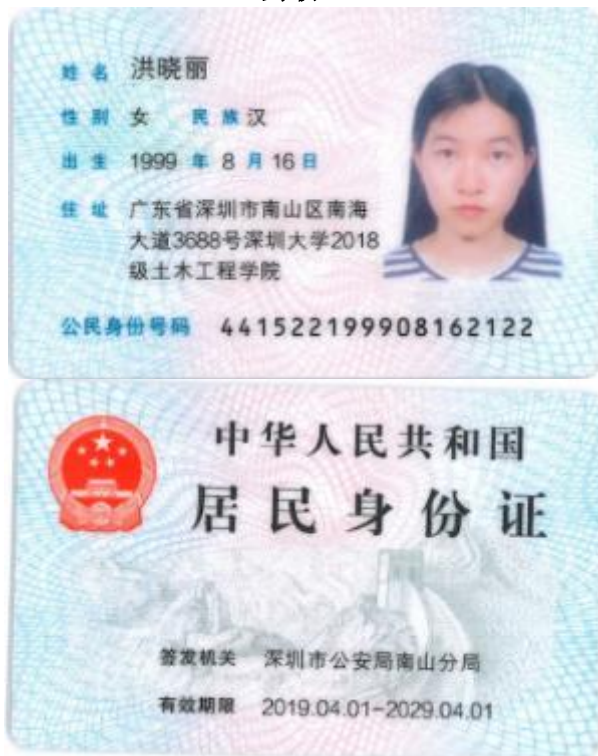 姓名 洪晓丽
性别 女 民族 汉
出生 1999 年 8 月 16 日
住址 广东省深圳市南山区南海
大道3688号深圳大学2018
级土木工程学院
公民身份号码 441522199908162122
中华人民共和国
居民身份证
签发机关 深圳市公安局南山分局
有效期限 2019.04.01-2029.04.01